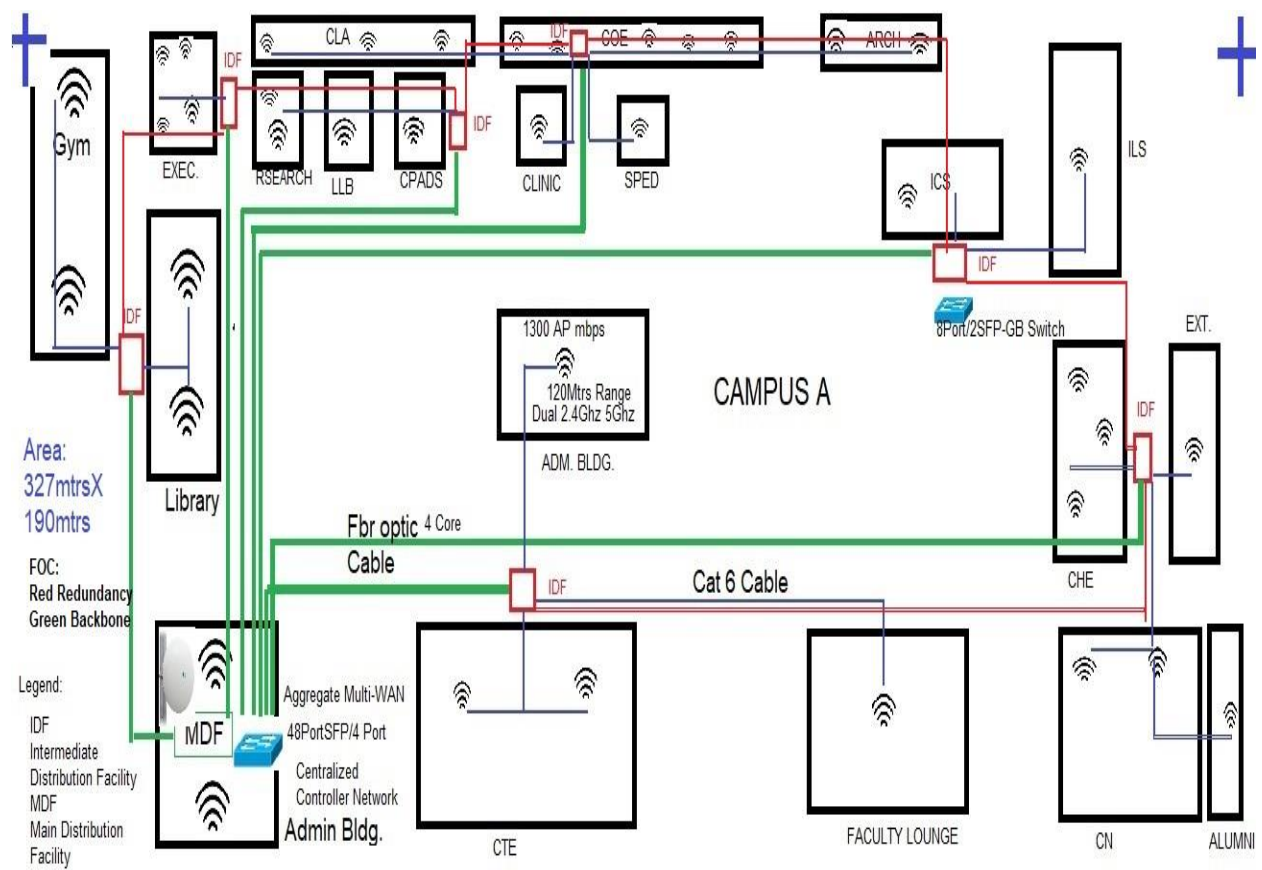 CLA
IDF
COE
ARCH
IDF
Gym
EXEC.
RSEARCH
LLB
CPADS
IDF
CLINIC
SPED
ICS
ILS
IDF
8Port/2SFP-GB Switch
EXT.
IDF
1300 AP mbps
120Mtrs Range
Dual 2.4Ghz 5Ghz
ADM. BLDG.
CAMPUS A
IDF
Area:
327mtrsX
190mtrs
Library
FOC:
Red Redundancy
Green Backbone
Fbr optic 4 Core
Cable
IDF
Cat 6 Cable
CHE
Legend:
IDF
Intermediate
Distribution Facility
MDF
Main Distribution
Facility
MDF
Aggregate Multi-WAN
48PortSFP/4 Port
Centralized
Controller Network
Admin Bldg.
CTE
FACULTY LOUNGE
CN
ALUMNI